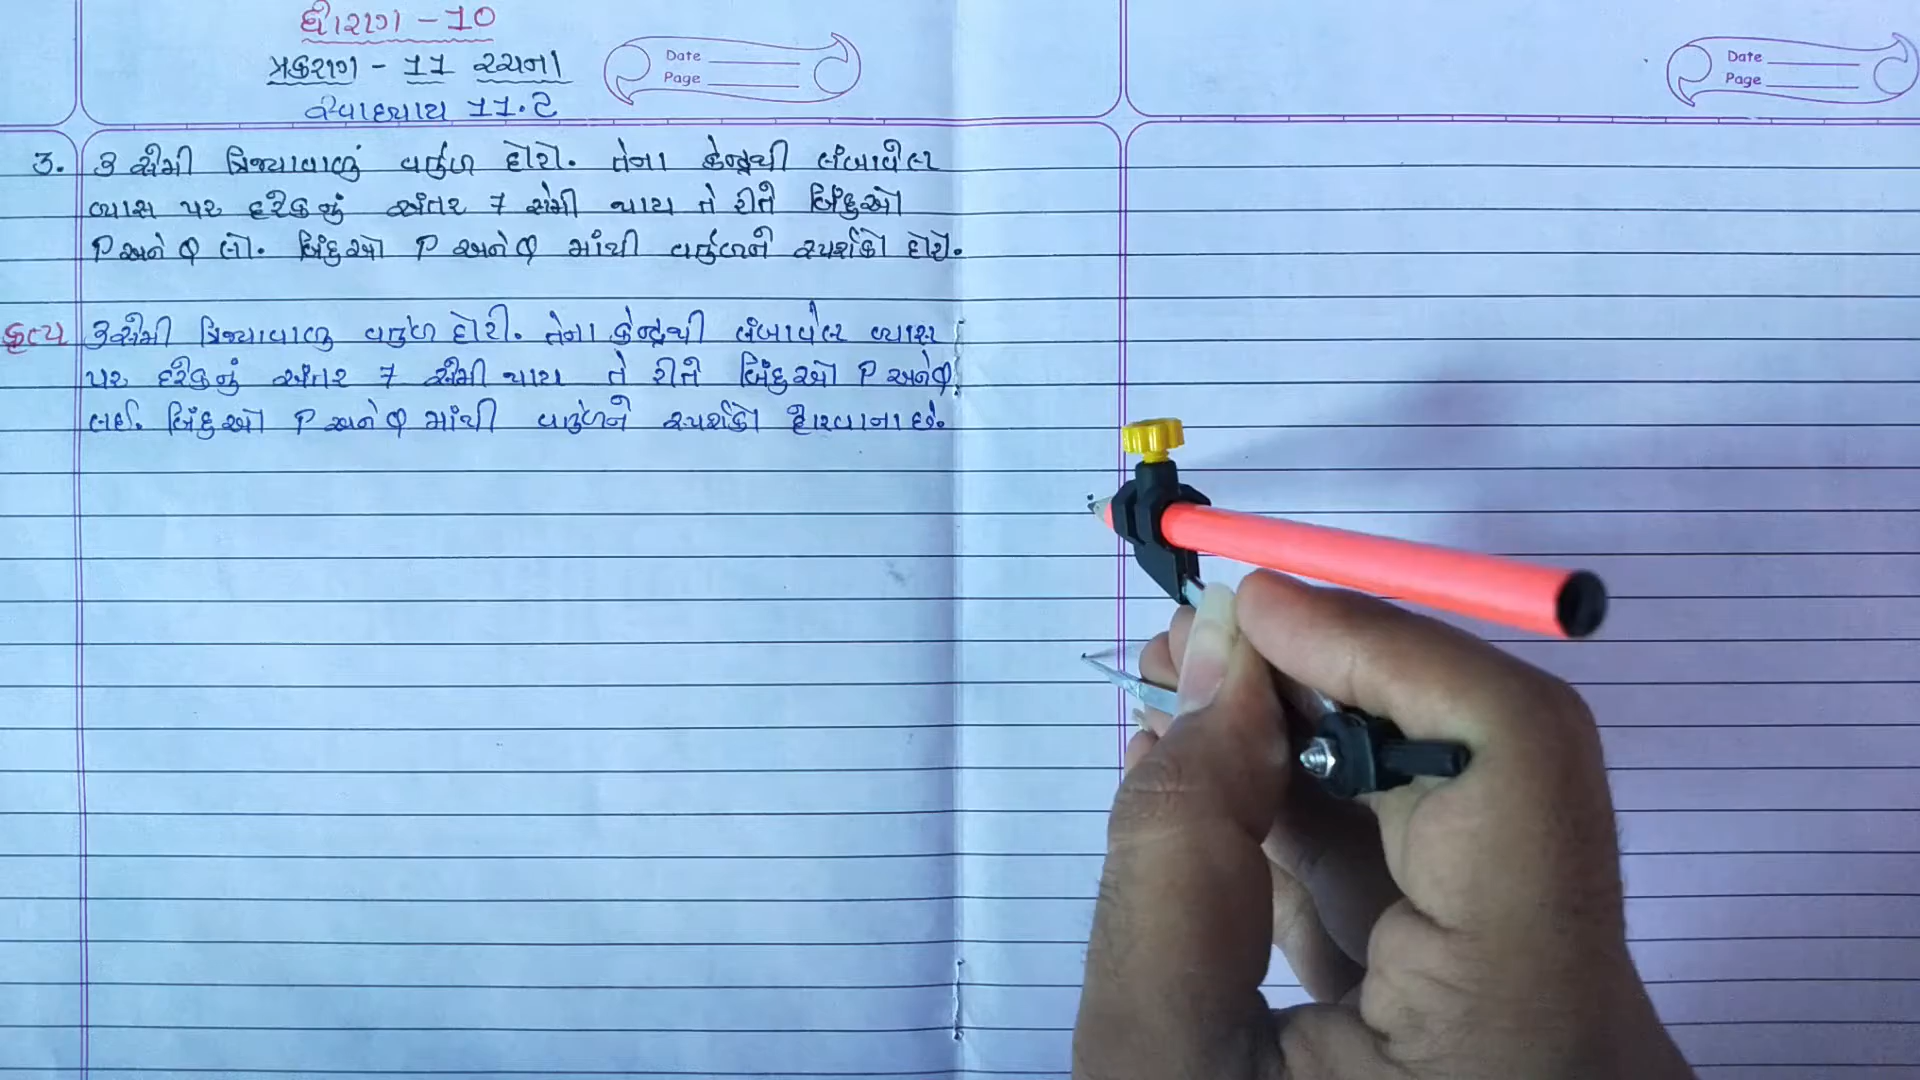 ધોરણ - 10
પ્રકરણ - 11 રચના
સ્વાધ્યાય 11.2
Date
Page
Date
Page
3. 3 સેમી ત્રિજ્યાવાળું વર્તુળ દોરો. તેના કેન્દ્રથી લંબાવેલ
વ્યાસ પર દરેકનું અંતર 7 સેમી થાય તે રીતે બિંદુઓ
P અને Q લો. બિંદુઓ P અને Q માંથી વર્તુળને સ્પર્શકો દોરો.
કૃત્ય 3 સેમી ત્રિજ્યાવાળુ વર્તુળ દોરી. તેના કેન્દ્રથી લંબાવેલ વ્યાસ
પર દરેકનું અંતર 7 સેમી થાય તે રીતે બિંદુઓ P અને Q
લઈ. બિંદુઓ P અને Q માંથી વર્તુળને સ્પર્શકો દોરવાના છે.